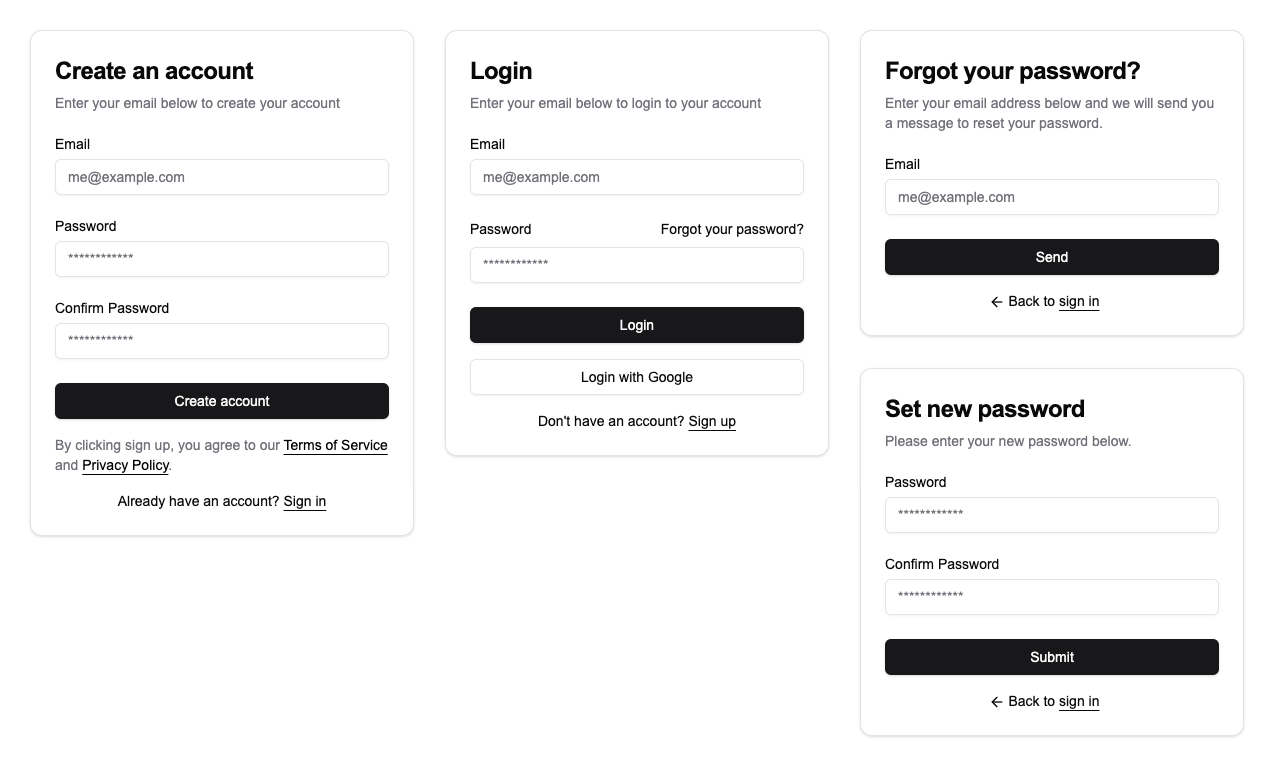 Create an account
Enter your email below to create your account
Email
me@example.com
Password
************
Confirm Password
************
Create account
By clicking sign up, you agree to our Terms of Service
and Privacy Policy.
Already have an account? Sign in
Login
Enter your email below to login to your account
Email
me@example.com
Password Forgot your password?
************
Login
Login with Google
Don't have an account? Sign up
Forgot your password?
Enter your email address below and we will send you
a message to reset your password.
Email
me@example.com
Send
← Back to sign in
Set new password
Please enter your new password below.
Password
************
Confirm Password
************
Submit
← Back to sign in